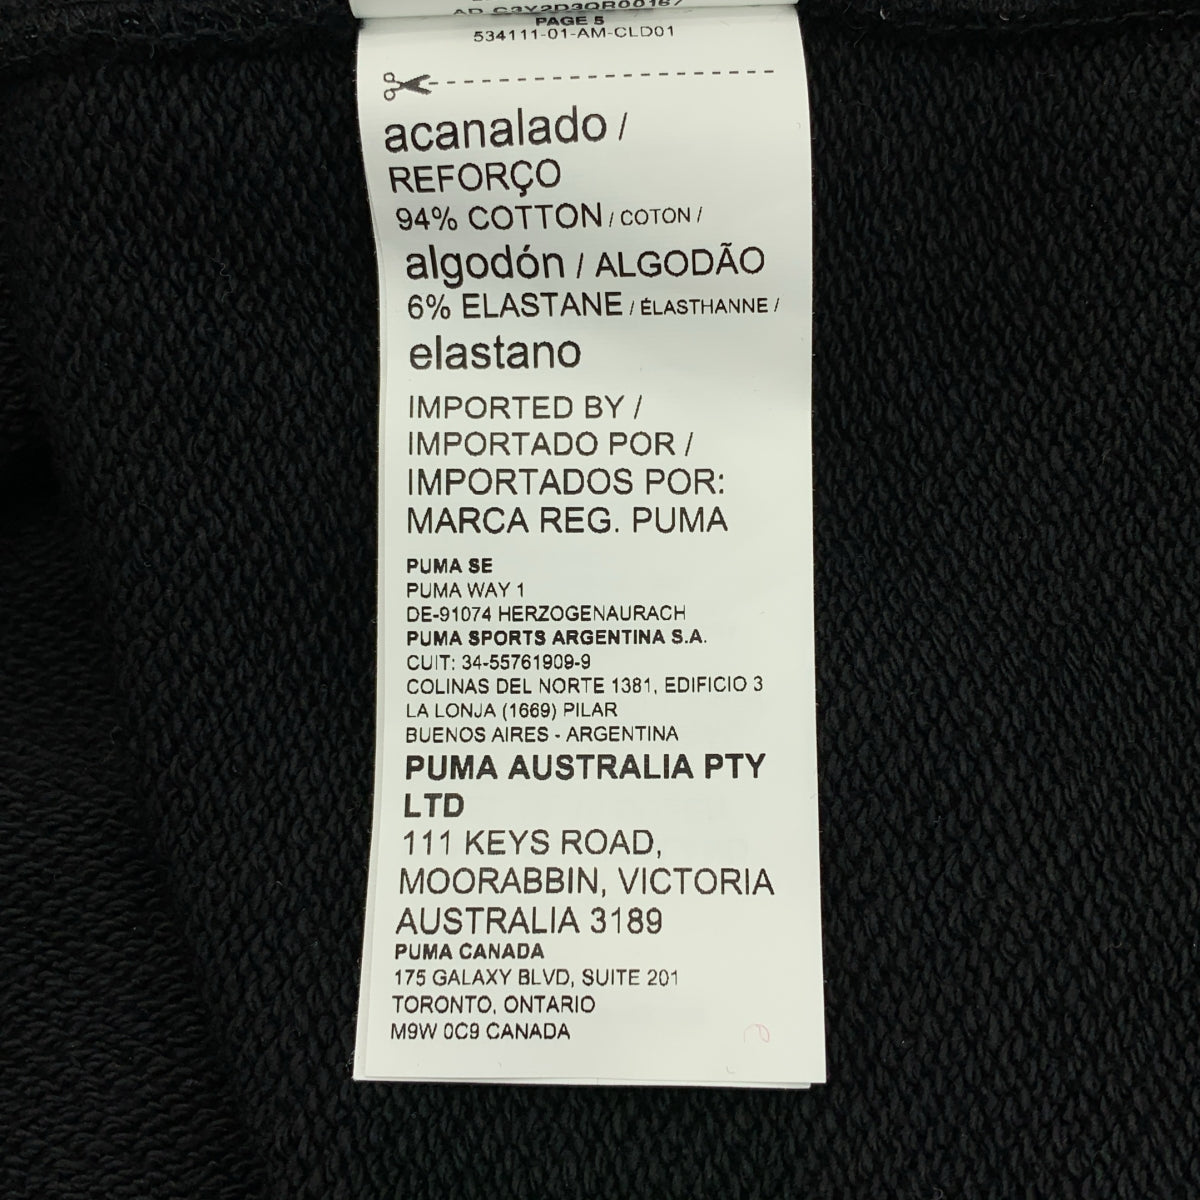 PAGE 5
534111-01-AM-CLD01
acanalado /
REFORÇO
94% COTTON / COTON /
algodón / ALGODÃO
6% ELASTANE / ÉLASTHANNE /
elastano
IMPORTED BY /
IMPORTADO POR /
IMPORTADOS POR:
MARCA REG. PUMA
PUMA SE
PUMA WAY 1
DE-91074 HERZOGENAURACH
PUMA SPORTS ARGENTINA S.A.
CUIT: 34-55761909-9
COLINAS DEL NORTE 1381, EDIFICIO 3
LA LONJA (1669) PILAR
BUENOS AIRES - ARGENTINA
PUMA AUSTRALIA PTY
LTD
111 KEYS ROAD,
MOORABBIN, VICTORIA
AUSTRALIA 3189
PUMA CANADA
175 GALAXY BLVD, SUITE 201
TORONTO, ONTARIO
M9W 0C9 CANADA